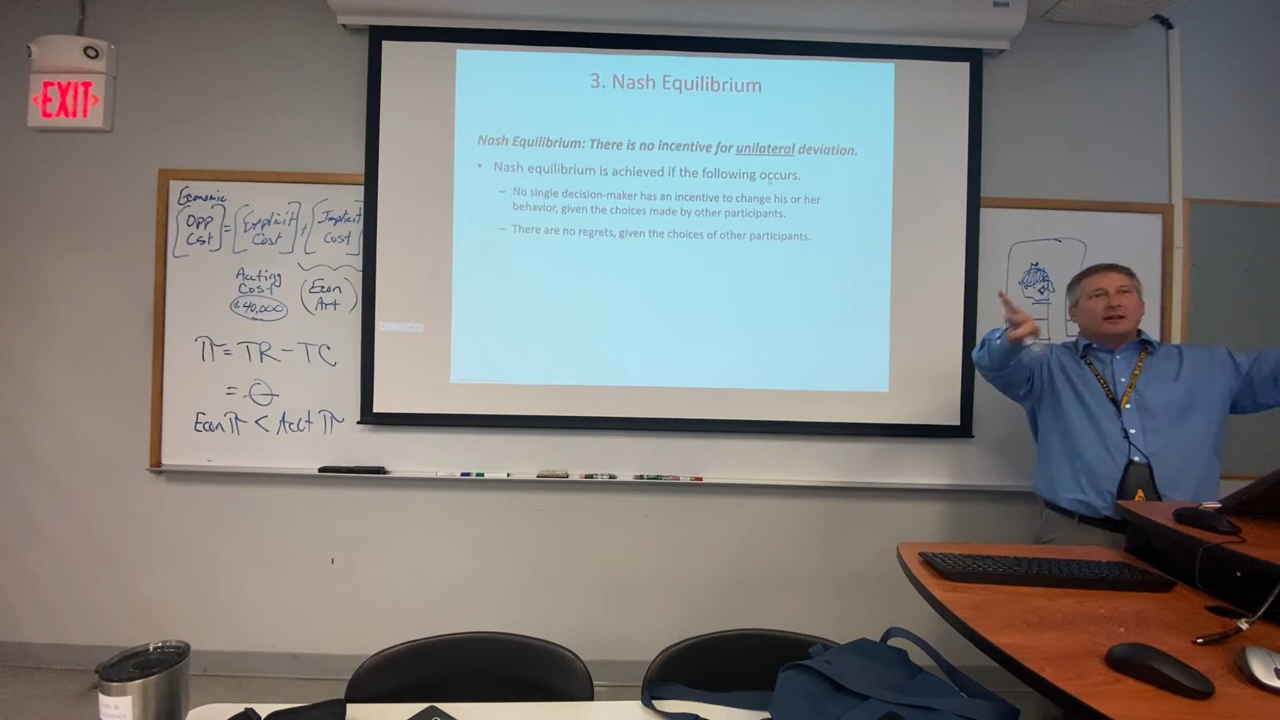 EXIT
3. Nash Equilibrium
Nash Equilibrium: There is no incentive for unilateral deviation.
• Nash equilibrium is achieved if the following occurs.
– No single decision-maker has an incentive to change his or her
behavior, given the choices made by other participants.
– There are no regrets, given the choices of other participants.
Economic
[Opp Cst] = [Explicit Cost] + [Implicit Cost]
Accting
Cost
$40,000
(Econ
Art)
π = TR − TC
= ⊖
Econ π < Acct π